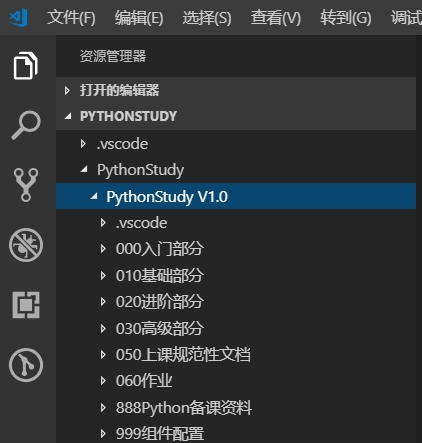 文件(F) 编辑(E) 选择(S) 查看(V) 转到(G) 调试
资源管理器
打开的编辑器
PYTHONSTUDY
.vscode
PythonStudy
PythonStudy V1.0
.vscode
000入门部分
010基础部分
020进阶部分
030高级部分
050上课规范性文档
060作业
888Python备课资料
999组件配置